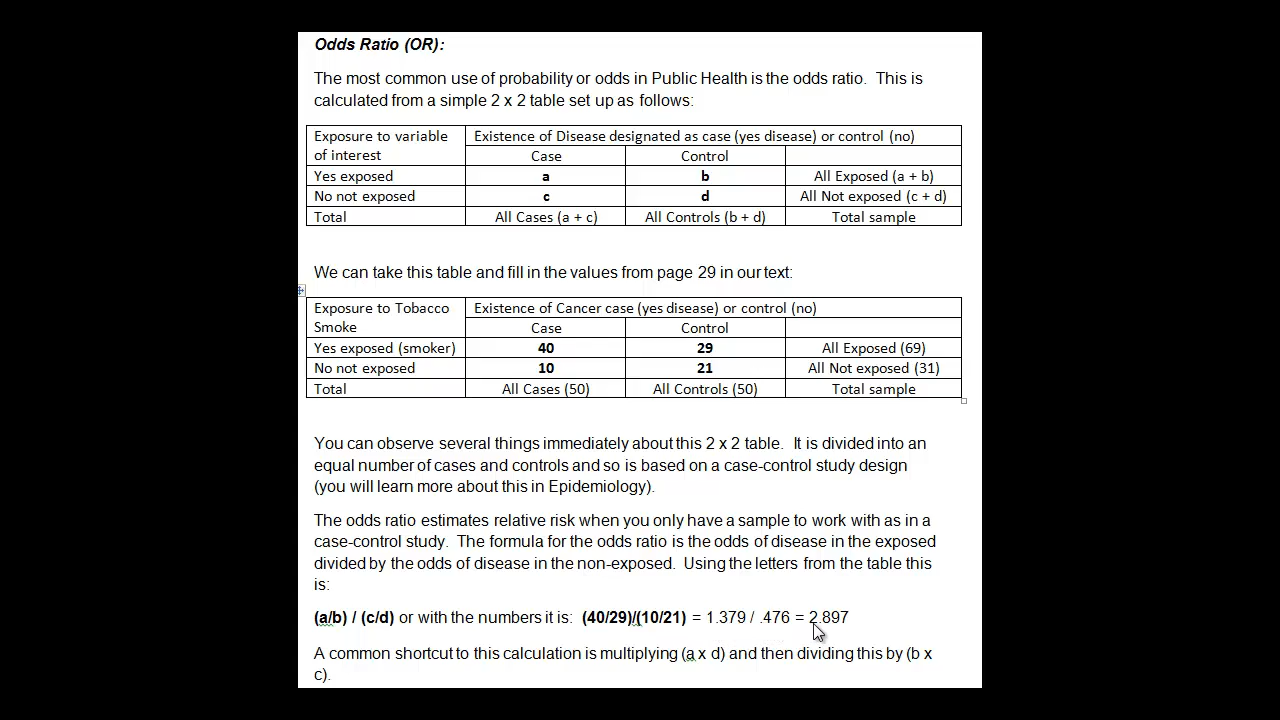 Odds Ratio (OR):
The most common use of probability or odds in Public Health is the odds ratio. This is
calculated from a simple 2 x 2 table set up as follows:
Exposure to variable of interest Existence of Disease designated as case (yes disease) or control (no)
Case Control
Yes exposed a b All Exposed (a + b)
No not exposed c d All Not exposed (c + d)
Total All Cases (a + c) All Controls (b + d) Total sample
We can take this table and fill in the values from page 29 in our text:
Exposure to Tobacco Smoke Existence of Cancer case (yes disease) or control (no)
Case Control
Yes exposed (smoker) 40 29 All Exposed (69)
No not exposed 10 21 All Not exposed (31)
Total All Cases (50) All Controls (50) Total sample
You can observe several things immediately about this 2 x 2 table. It is divided into an
equal number of cases and controls and so is based on a case-control study design
(you will learn more about this in Epidemiology).
The odds ratio estimates relative risk when you only have a sample to work with as in a
case-control study. The formula for the odds ratio is the odds of disease in the exposed
divided by the odds of disease in the non-exposed. Using the letters from the table this
is:
(a/b) / (c/d) or with the numbers it is: (40/29)/(10/21) = 1.379 / .476 = 2.897
A common shortcut to this calculation is multiplying (a x d) and then dividing this by (b x
c).